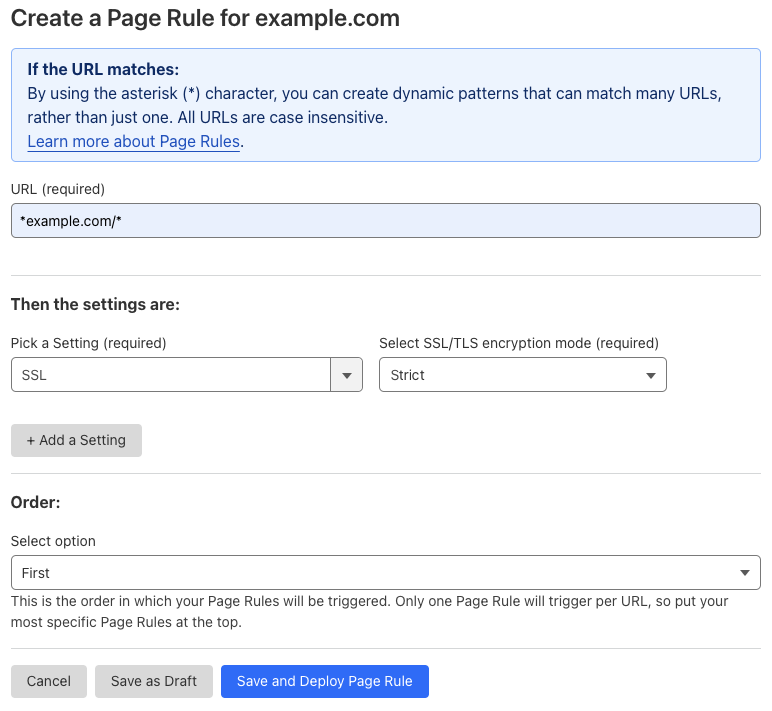 Create a Page Rule for example.com
If the URL matches:
By using the asterisk (*) character, you can create dynamic patterns that can match many URLs,
rather than just one. All URLs are case insensitive.
Learn more about Page Rules.
URL (required)
*example.com/*
Then the settings are:
Pick a Setting (required)
Select SSL/TLS encryption mode (required)
SSL
Strict
+ Add a Setting
Order:
Select option
First
This is the order in which your Page Rules will be triggered. Only one Page Rule will trigger per URL, so put your
most specific Page Rules at the top.
Cancel
Save as Draft
Save and Deploy Page Rule